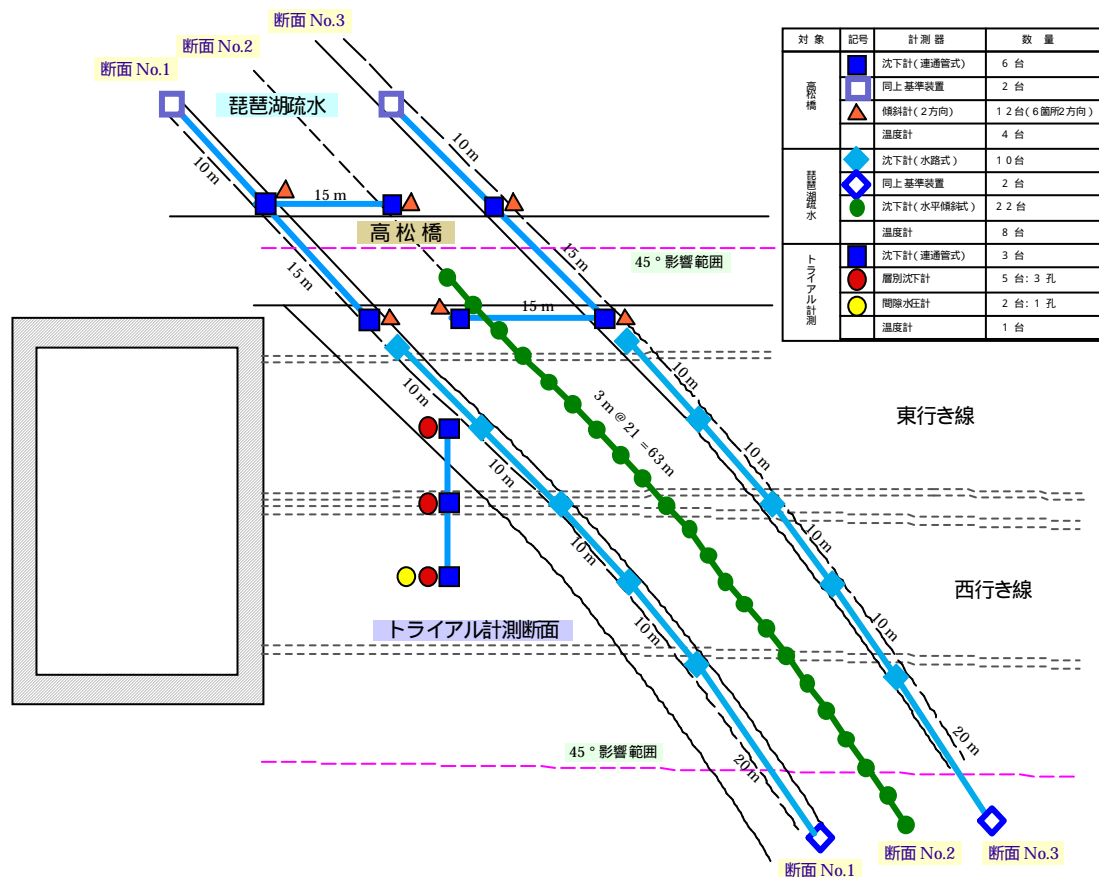 断面 No.3
断面 No.2
断面 No.1
琵琶湖疏水
10 m
10 m
15 m
高松橋
45°影響範囲
15 m
15 m
15 m
10 m
10 m
3 m @ 21 = 63 m
東行き線
10 m
10 m
10 m
10 m
西行き線
10 m
10 m
トライアル計測断面
45°影響範囲
20 m
20 m
断面 No.1
断面 No.2
断面 No.3
対 象 記号 計 測 器 数 量
高松橋
沈下計(連通管式) 6 台
同上基準装置 2 台
傾斜計(2方向) 12台(6箇所2方向)
温度計 4 台
琵琶湖疏水
沈下計(水路式) 10台
同上基準装置 2 台
沈下計(水平傾斜式) 22 台
温度計 8 台
トライアル計測
沈下計(連通管式) 3 台
層別沈下計 5 台: 3 孔
間隙水圧計 2 台: 1 孔
温度計 1 台